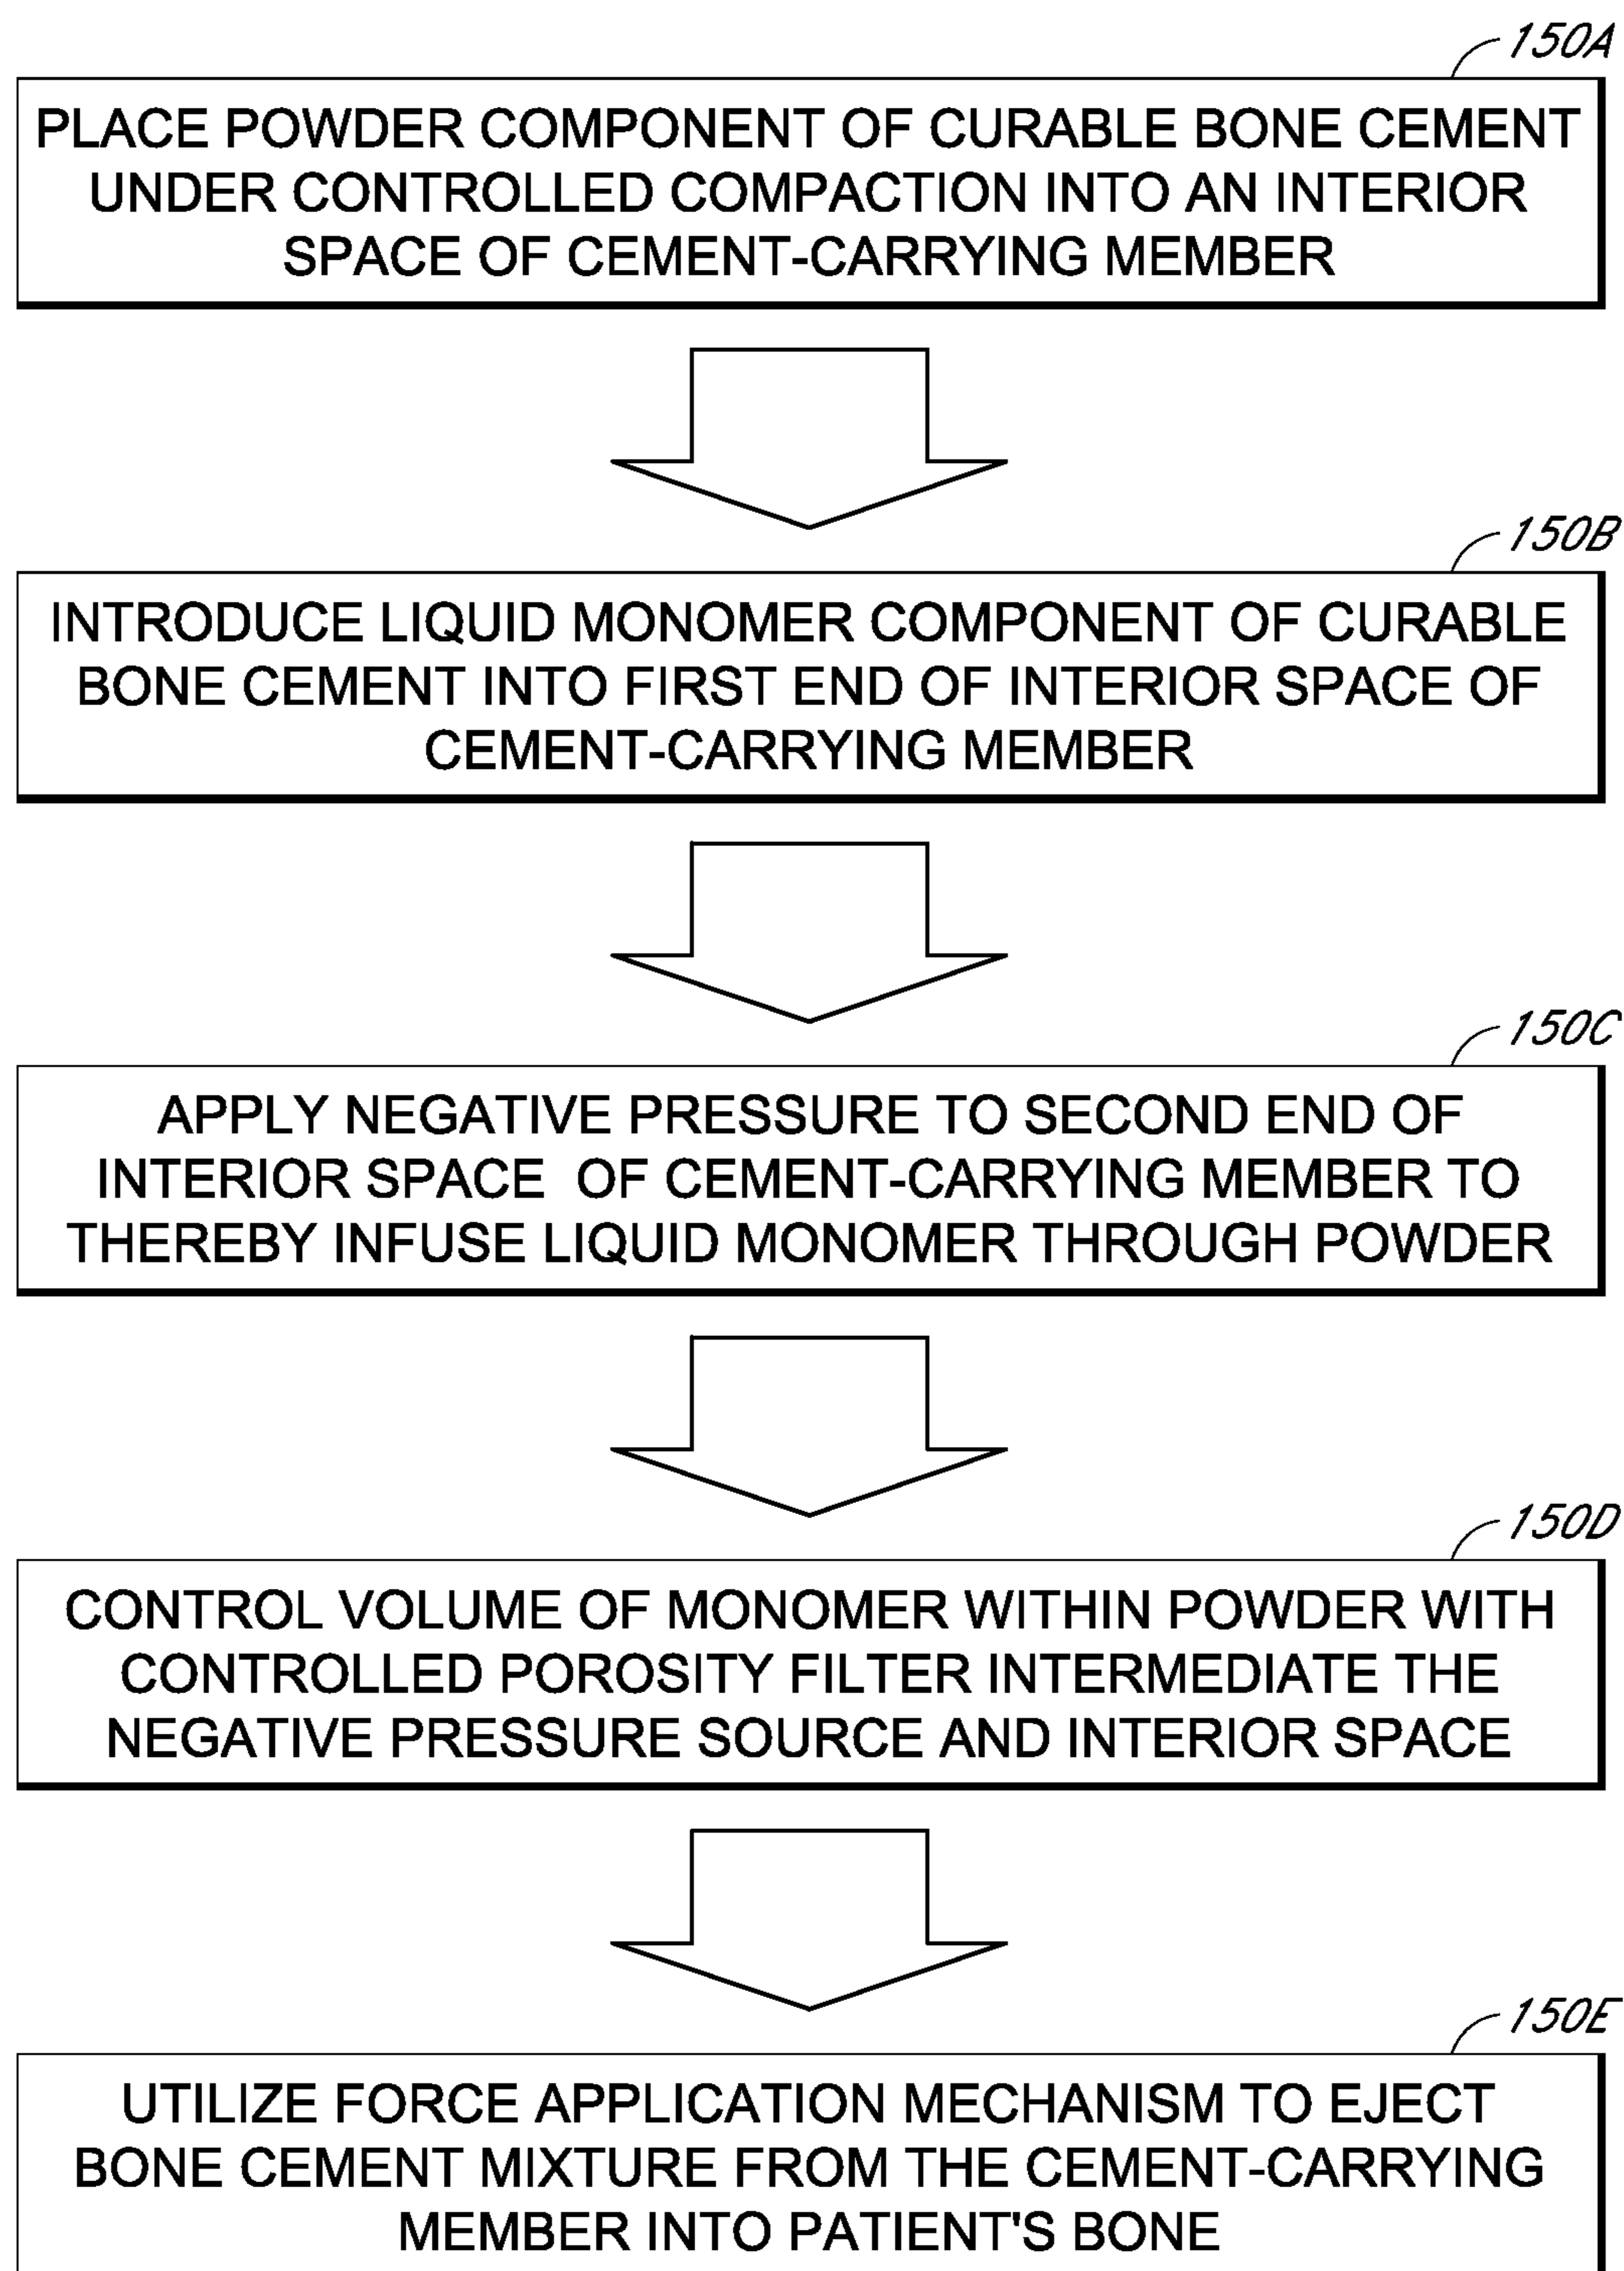 150A
PLACE POWDER COMPONENT OF CURABLE BONE CEMENT
UNDER CONTROLLED COMPACTION INTO AN INTERIOR
SPACE OF CEMENT-CARRYING MEMBER
150B
INTRODUCE LIQUID MONOMER COMPONENT OF CURABLE
BONE CEMENT INTO FIRST END OF INTERIOR SPACE OF
CEMENT-CARRYING MEMBER
150C
APPLY NEGATIVE PRESSURE TO SECOND END OF
INTERIOR SPACE OF CEMENT-CARRYING MEMBER TO
THEREBY INFUSE LIQUID MONOMER THROUGH POWDER
150D
CONTROL VOLUME OF MONOMER WITHIN POWDER WITH
CONTROLLED POROSITY FILTER INTERMEDIATE THE
NEGATIVE PRESSURE SOURCE AND INTERIOR SPACE
150E
UTILIZE FORCE APPLICATION MECHANISM TO EJECT
BONE CEMENT MIXTURE FROM THE CEMENT-CARRYING
MEMBER INTO PATIENT'S BONE